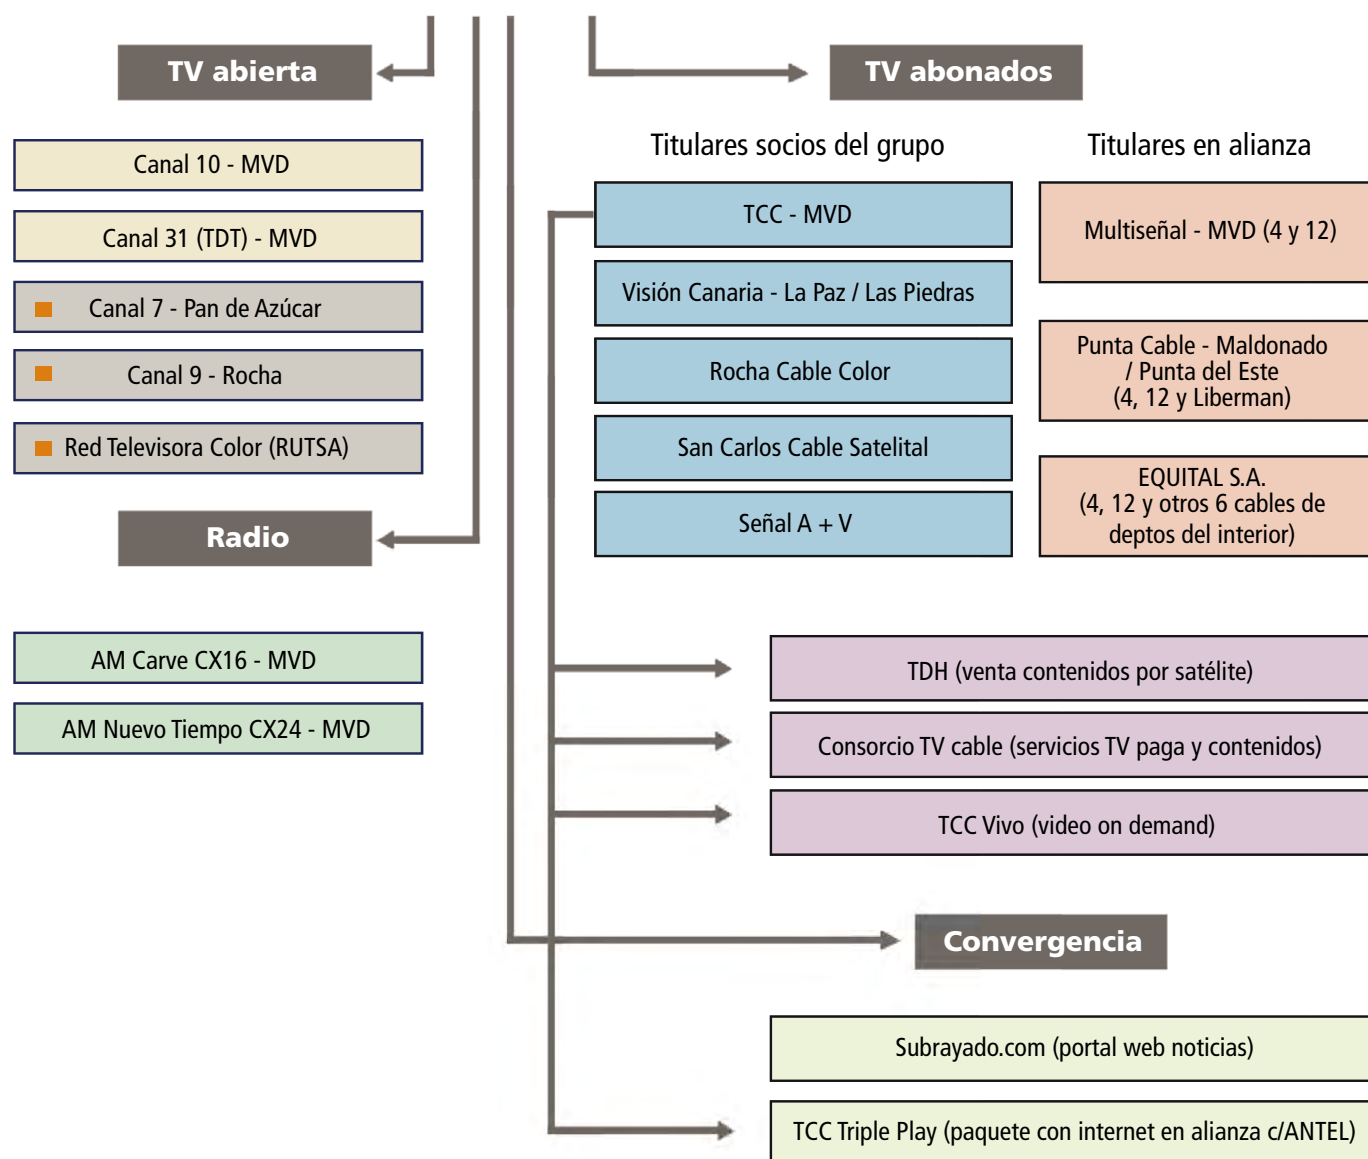 TV abierta
Canal 10 - MVD
Canal 31 (TDT) - MVD
Canal 7 - Pan de Azúcar
Canal 9 - Rocha
Red Televisora Color (RUTSA)
Radio
AM Carve CX16 - MVD
AM Nuevo Tiempo CX24 - MVD
TV abonados
Titulares socios del grupo
TCC - MVD
Visión Canaria - La Paz / Las Piedras
Rocha Cable Color
San Carlos Cable Satelital
Señal A + V
Titulares en alianza
Multiseñal - MVD (4 y 12)
Punta Cable - Maldonado
/ Punta del Este
(4, 12 y Liberman)
EQUITAL S.A.
(4, 12 y otros 6 cables de
deptos del interior)
TDH (venta contenidos por satélite)
Consorcio TV cable (servicios TV paga y contenidos)
TCC Vivo (video on demand)
Convergencia
Subrayado.com (portal web noticias)
TCC Triple Play (paquete con internet en alianza c/ANTEL)